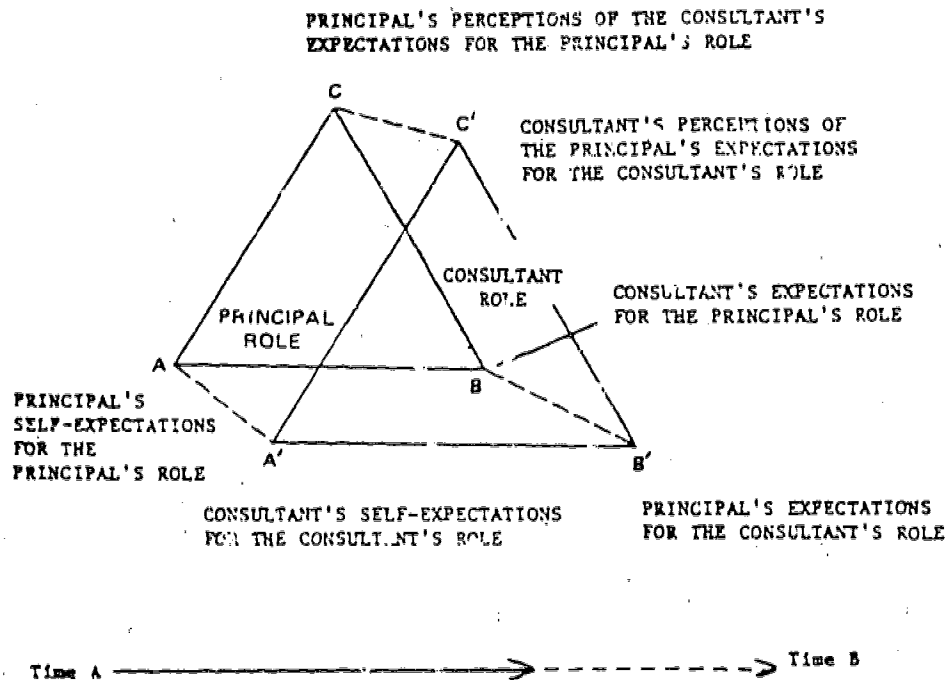 PRINCIPAL'S PERCEPTIONS OF THE CONSULTANT'S
EXPECTATIONS FOR THE PRINCIPAL'S ROLE
C
C'
CONSULTANT'S PERCEPTIONS OF
THE PRINCIPAL'S EXPECTATIONS
FOR THE CONSULTANT'S ROLE
CONSULTANT
ROLE
CONSULTANT'S EXPECTATIONS
FOR THE PRINCIPAL'S ROLE
PRINCIPAL
ROLE
A
B
PRINCIPAL'S
SELF-EXPECTATIONS
FOR THE
PRINCIPAL'S ROLE
A'
B'
CONSULTANT'S SELF-EXPECTATIONS
FOR THE CONSULTANT'S ROLE
PRINCIPAL'S EXPECTATIONS
FOR THE CONSULTANT'S ROLE
Time A
Time B